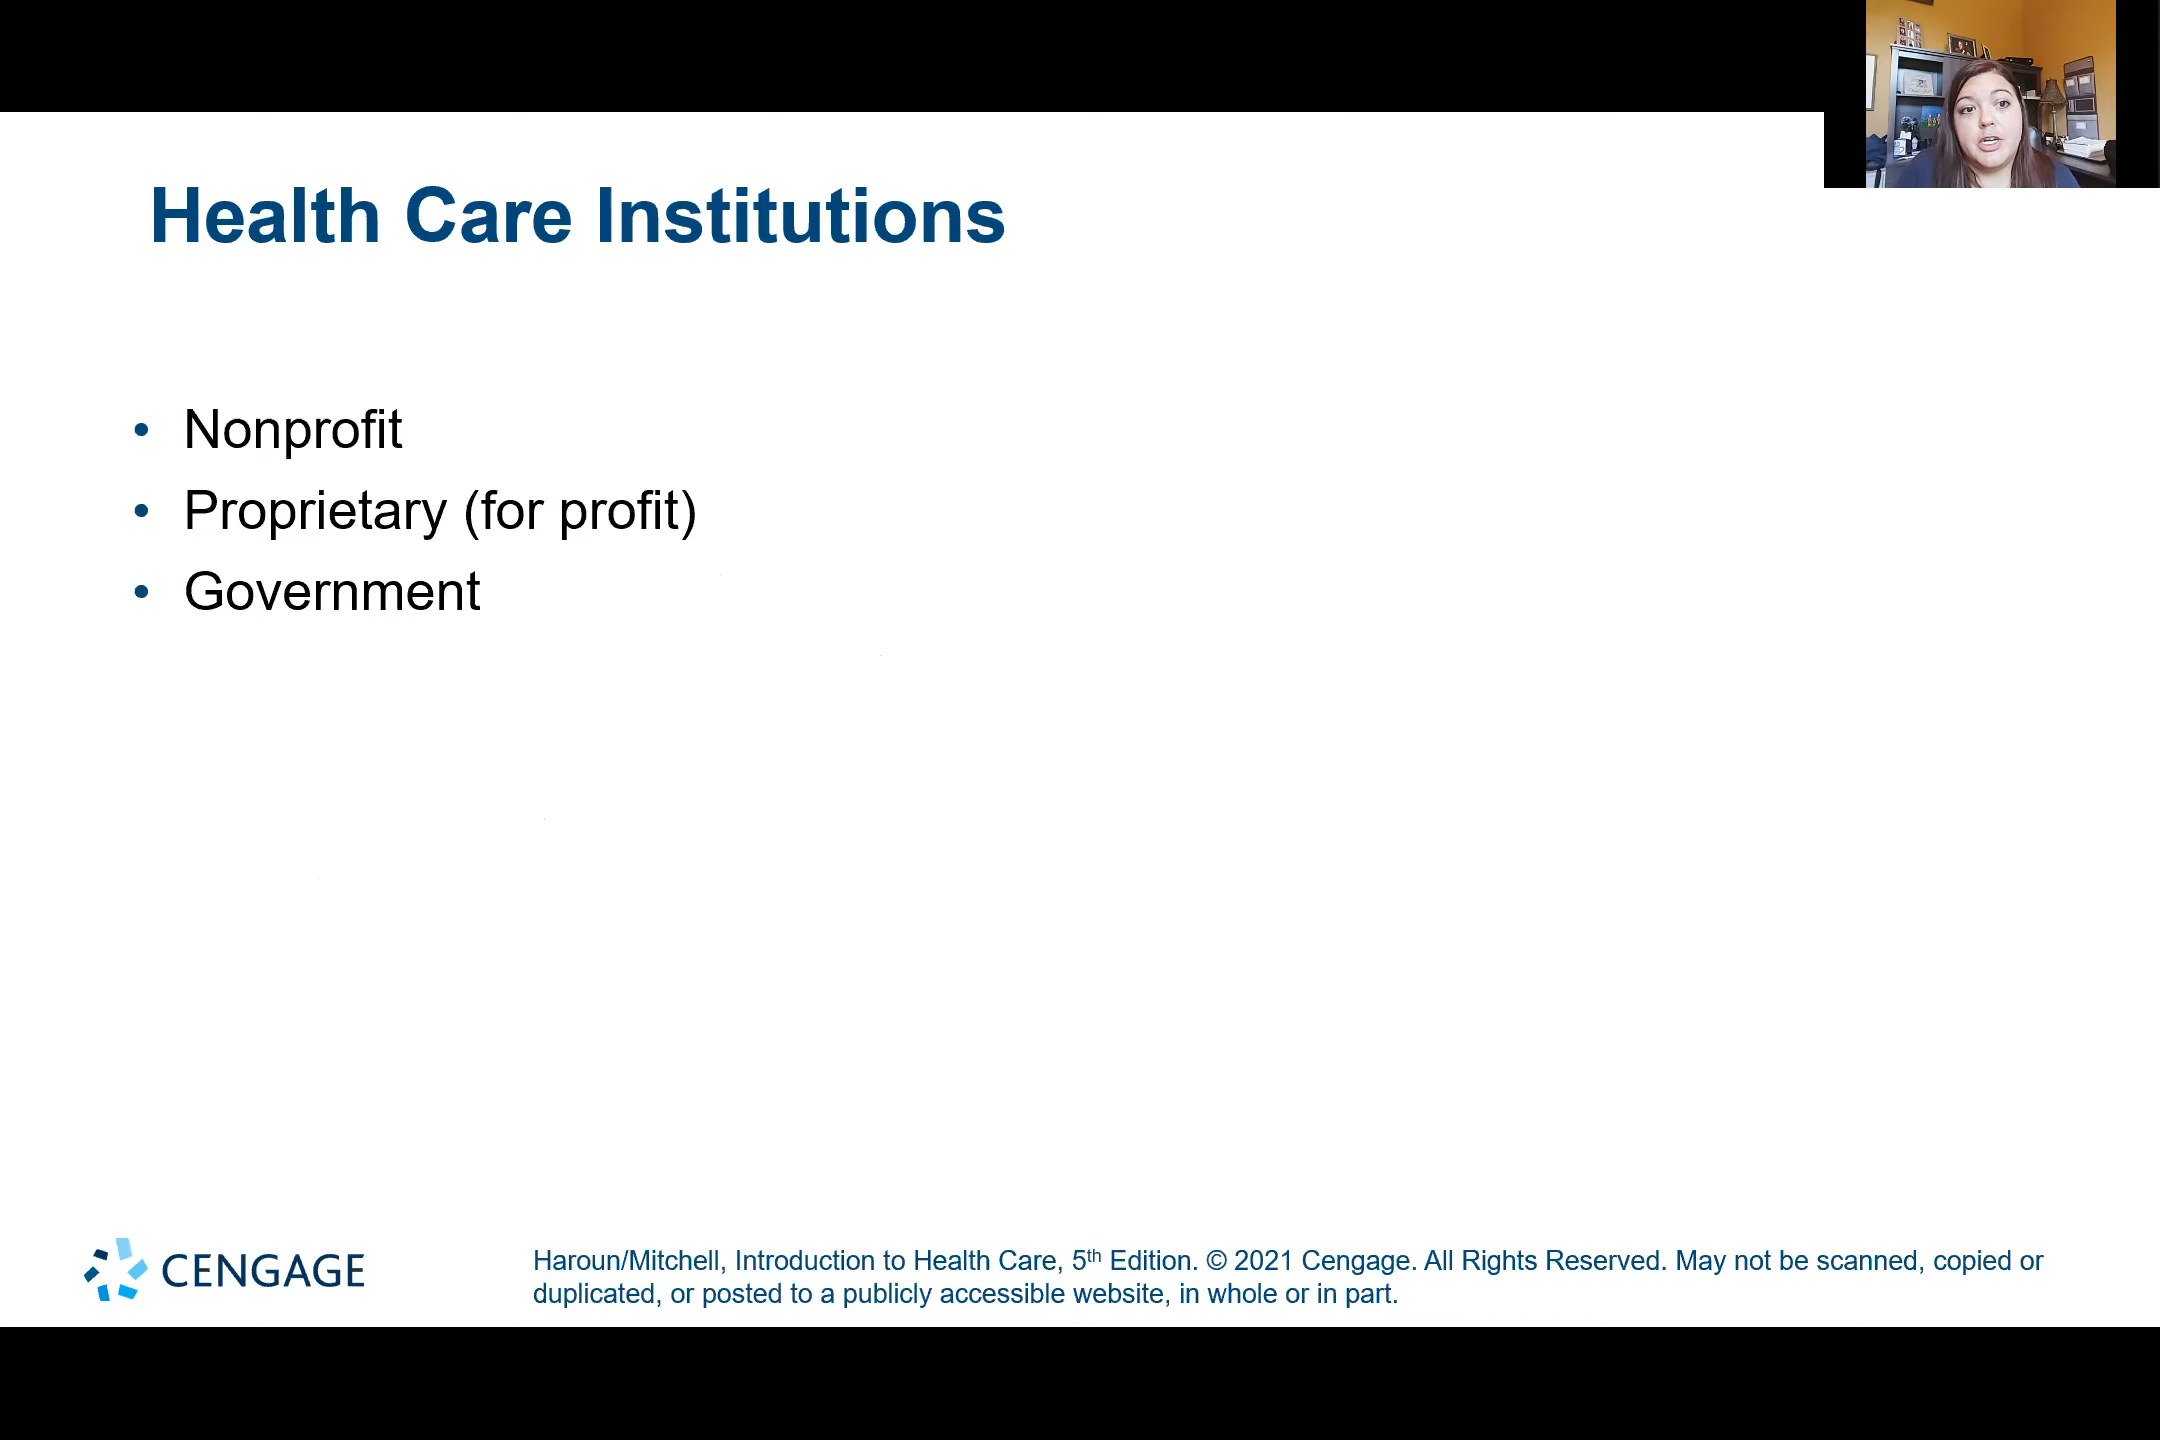 Health Care Institutions
• Nonprofit
• Proprietary (for profit)
• Government
CENGAGE
Haroun/Mitchell, Introduction to Health Care, 5th Edition. © 2021 Cengage. All Rights Reserved. May not be scanned, copied or
duplicated, or posted to a publicly accessible website, in whole or in part.